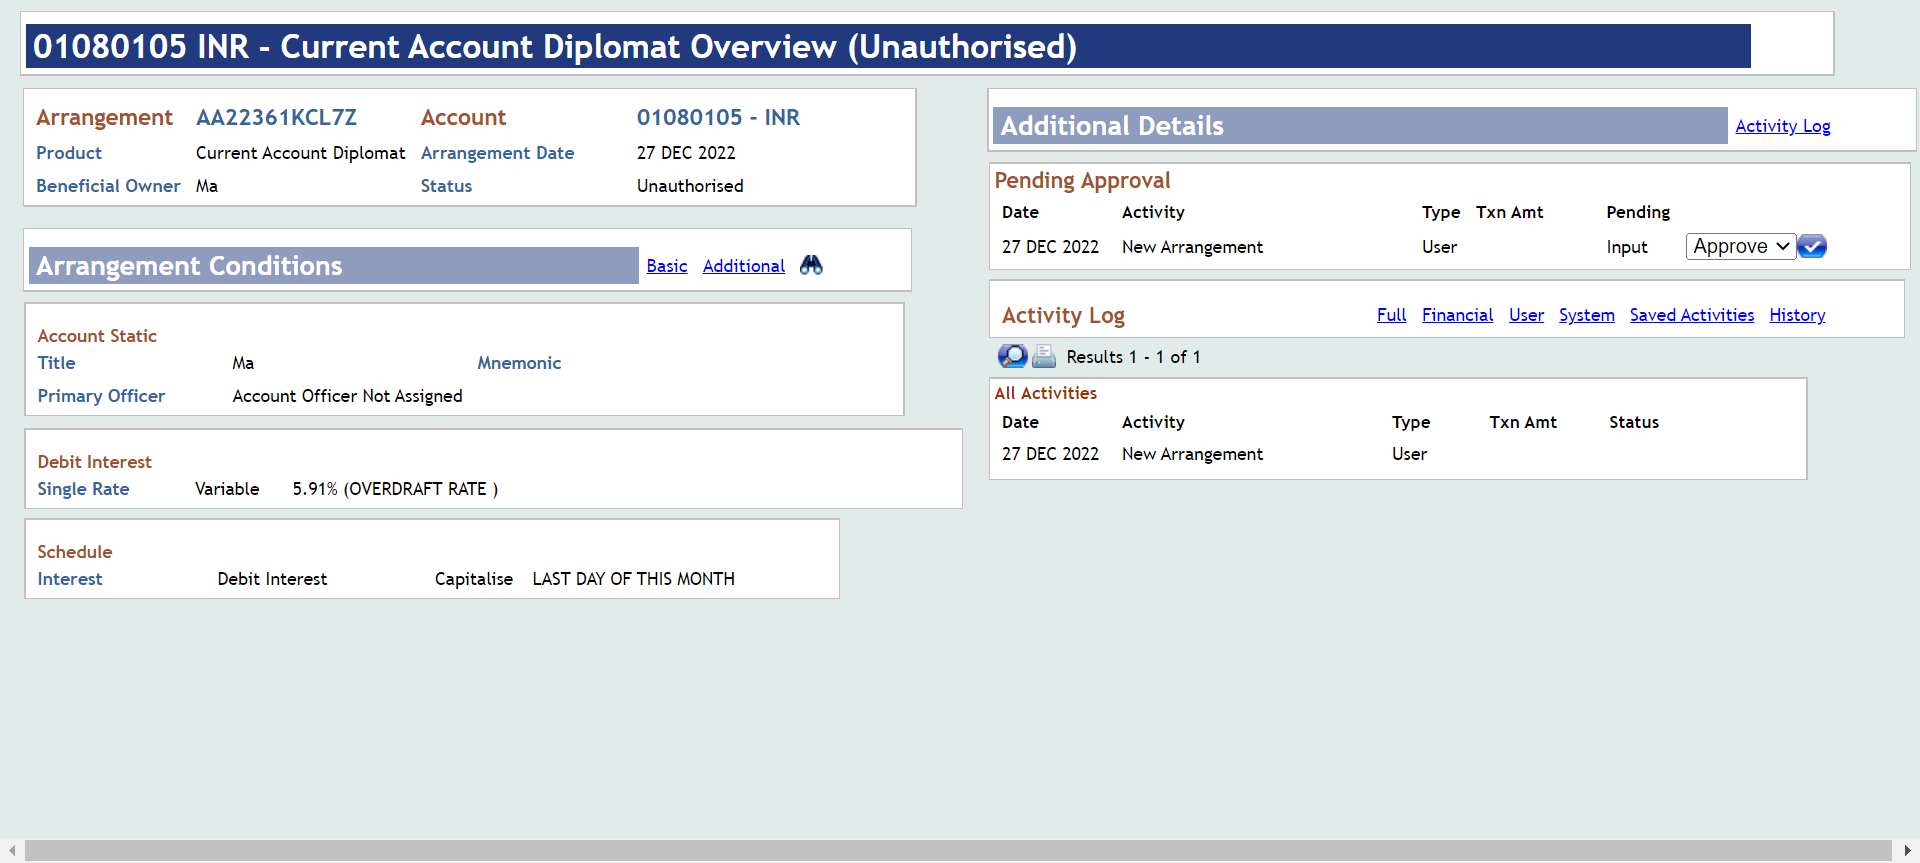 01080105 INR - Current Account Diplomat Overview (Unauthorised)
Arrangement AA22361KCL7Z Account 01080105 - INR
Product Current Account Diplomat Arrangement Date 27 DEC 2022
Beneficial Owner Ma Status Unauthorised
Arrangement Conditions Basic Additional
Account Static
Title Ma Mnemonic
Primary Officer Account Officer Not Assigned
Debit Interest
Single Rate Variable 5.91% (OVERDRAFT RATE )
Schedule
Interest Debit Interest Capitalise LAST DAY OF THIS MONTH
Additional Details Activity Log
Pending Approval
Date Activity Type Txn Amt Pending
27 DEC 2022 New Arrangement User Input Approve
Activity Log Full Financial User System Saved Activities History
Results 1 - 1 of 1
All Activities
Date Activity Type Txn Amt Status
27 DEC 2022 New Arrangement User